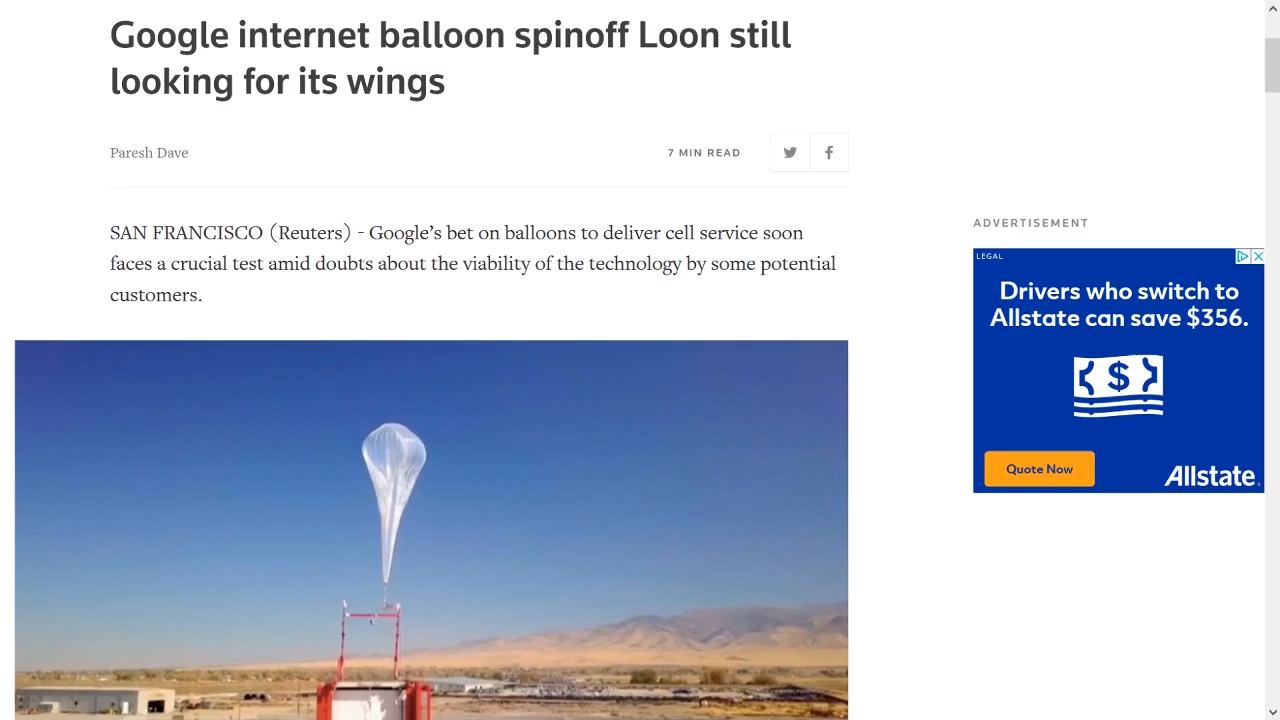 Google internet balloon spinoff Loon still
looking for its wings
Paresh Dave
7 MIN READ
SAN FRANCISCO (Reuters) - Google’s bet on balloons to deliver cell service soon
faces a crucial test amid doubts about the viability of the technology by some potential
customers.
ADVERTISEMENT
LEGAL
Drivers who switch to
Allstate can save $356.
$
Quote Now
Allstate.